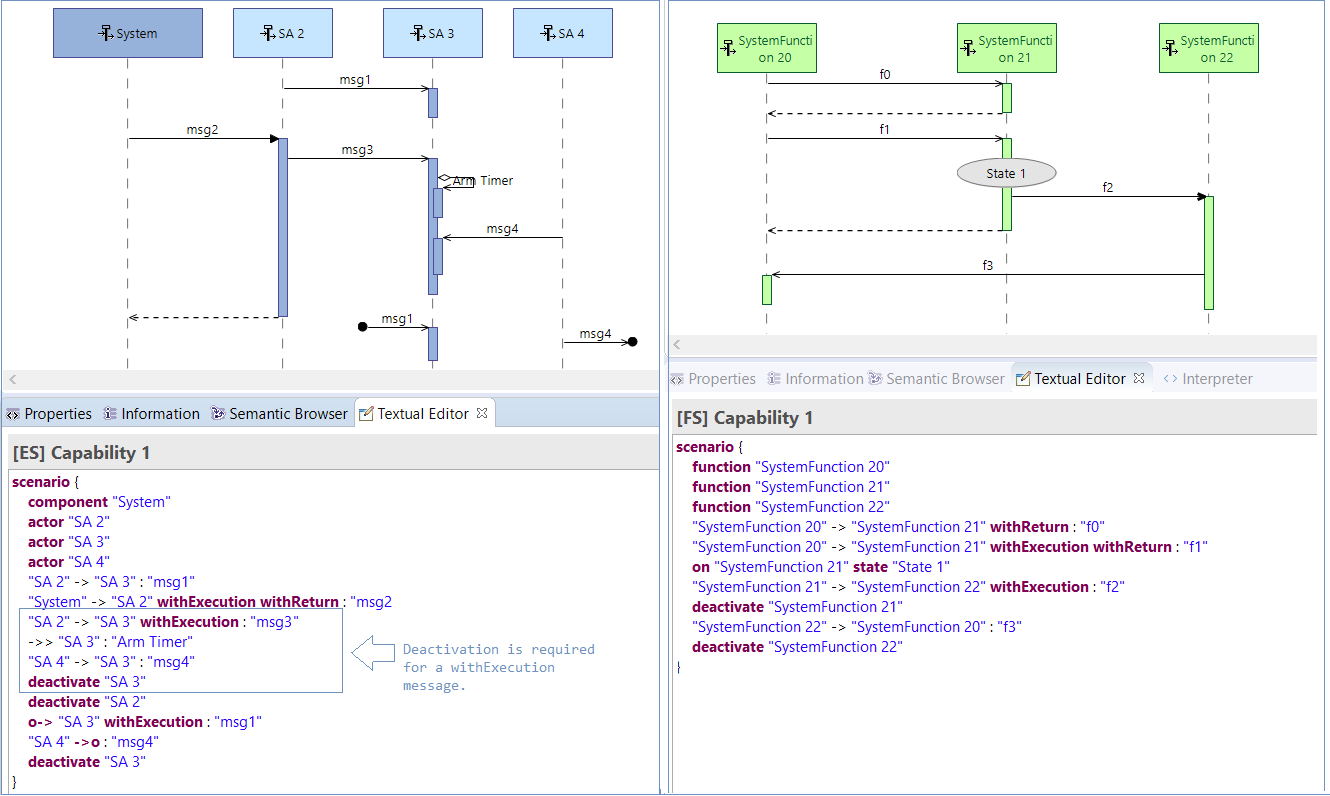 System
SA 2
SA 3
SA 4
msg1
msg2
msg3
Arm Timer
msg4
msg1
msg4
Properties
Information
Semantic Browser
Textual Editor
[ES] Capability 1
scenario {
component "System"
actor "SA 2"
actor "SA 3"
actor "SA 4"
"SA 2" -> "SA 3" : "msg1"
"System" -> "SA 2" withExecution withReturn : "msg2
"SA 2" -> "SA 3" withExecution : "msg3"
->> "SA 3" : "Arm Timer"
"SA 4" -> "SA 3" : "msg4"
deactivate "SA 3"
deactivate "SA 2"
o-> "SA 3" withExecution : "msg1"
"SA 4" ->o : "msg4"
deactivate "SA 3"
}
Deactivation is required
for a withExecution
message.
SystemFuncti
on 20
SystemFuncti
on 21
SystemFuncti
on 22
f0
f1
State 1
f2
f3
Properties
Information
Semantic Browser
Textual Editor
Interpreter
[FS] Capability 1
scenario {
function "SystemFunction 20"
function "SystemFunction 21"
function "SystemFunction 22"
"SystemFunction 20" -> "SystemFunction 21" withReturn : "f0"
"SystemFunction 20" -> "SystemFunction 21" withExecution withReturn : "f1"
on "SystemFunction 21" state "State 1"
"SystemFunction 21" -> "SystemFunction 22" withExecution : "f2"
deactivate "SystemFunction 21"
"SystemFunction 22" -> "SystemFunction 20" : "f3"
deactivate "SystemFunction 22"
}